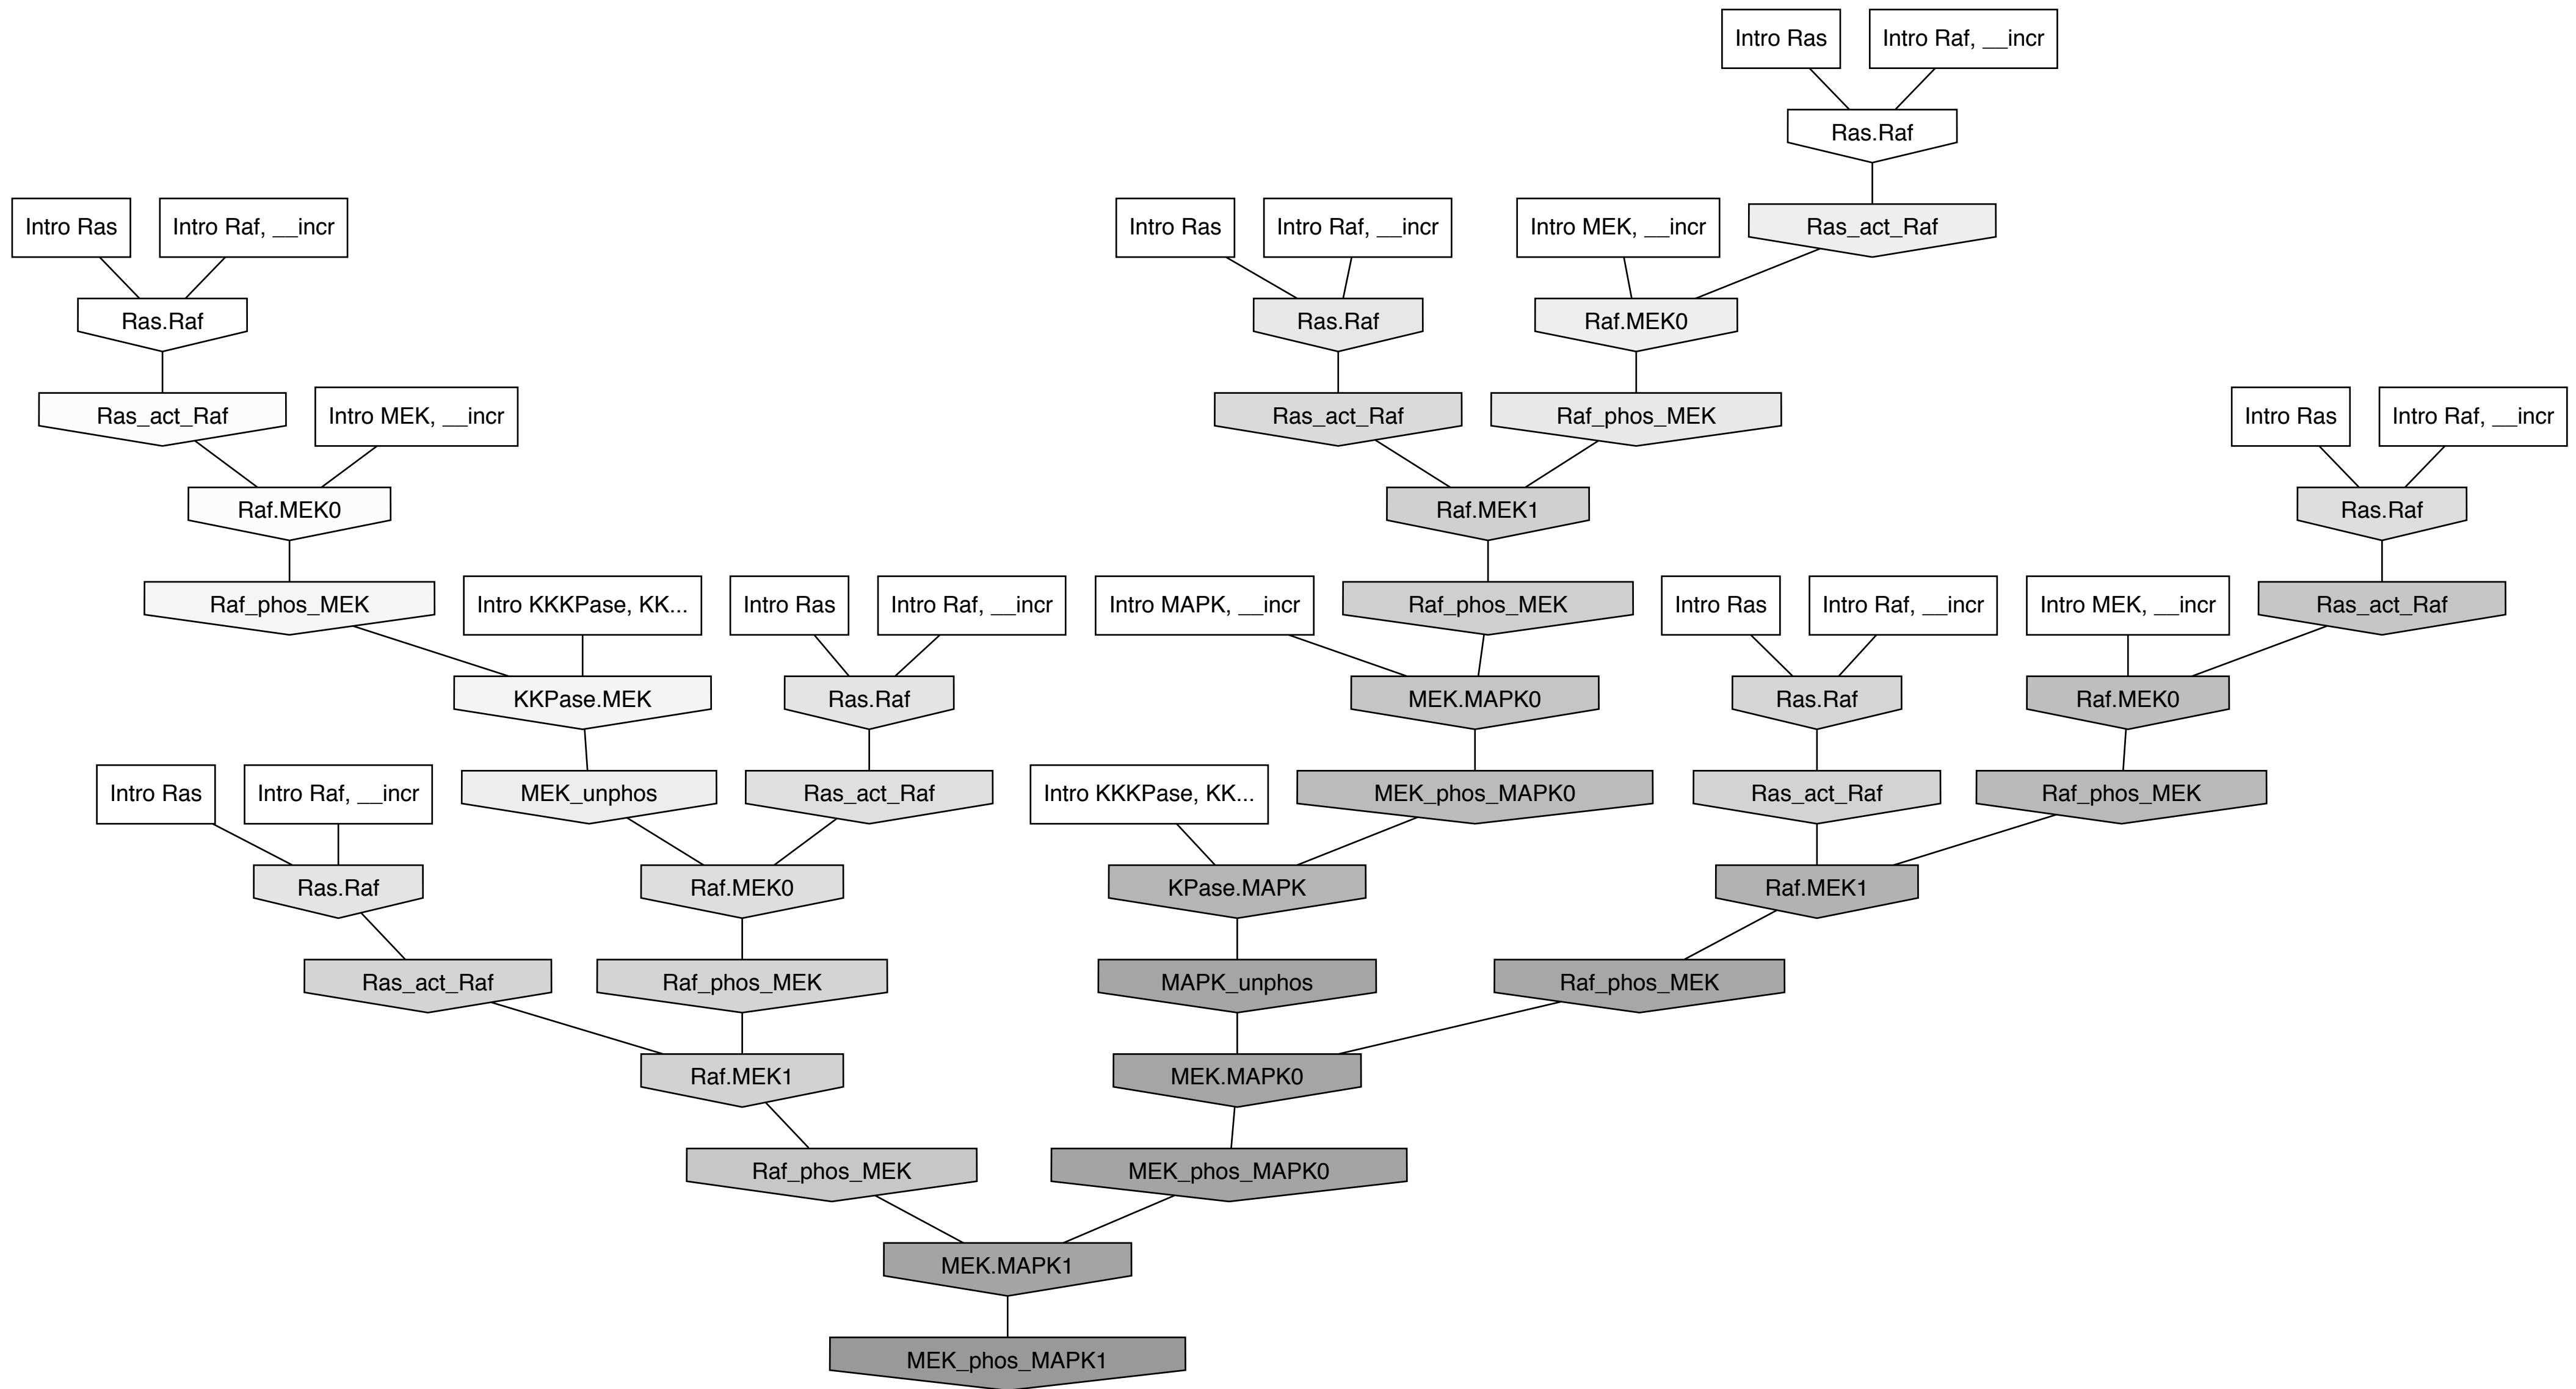 Intro Ras
Intro Raf, __incr
Ras.Raf
Intro Ras
Intro Raf, __incr
Intro Ras
Intro Raf, __incr
Intro MEK, __incr
Ras_act_Raf
Ras.Raf
Ras.Raf
Raf.MEK0
Ras_act_Raf
Intro MEK, __incr
Ras_act_Raf
Raf_phos_MEK
Intro Ras
Intro Raf, __incr
Raf.MEK0
Raf.MEK1
Ras.Raf
Raf_phos_MEK
Intro KKKPase, KK...
Intro Ras
Intro Raf, __incr
Intro MAPK, __incr
Raf_phos_MEK
Intro Ras
Intro Raf, __incr
Intro MEK, __incr
Ras_act_Raf
KKPase.MEK
Ras.Raf
MEK.MAPK0
Ras.Raf
Raf.MEK0
Intro Ras
Intro Raf, __incr
MEK_unphos
Ras_act_Raf
Intro KKKPase, KK...
MEK_phos_MAPK0
Ras_act_Raf
Raf_phos_MEK
Ras.Raf
Raf.MEK0
KPase.MAPK
Raf.MEK1
Ras_act_Raf
Raf_phos_MEK
MAPK_unphos
Raf_phos_MEK
Raf.MEK1
MEK.MAPK0
Raf_phos_MEK
MEK_phos_MAPK0
MEK.MAPK1
MEK_phos_MAPK1